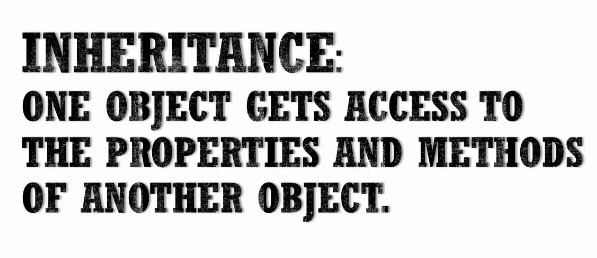 INHERITANCE:
ONE OBJECT GETS ACCESS TO
THE PROPERTIES AND METHODS
OF ANOTHER OBJECT.